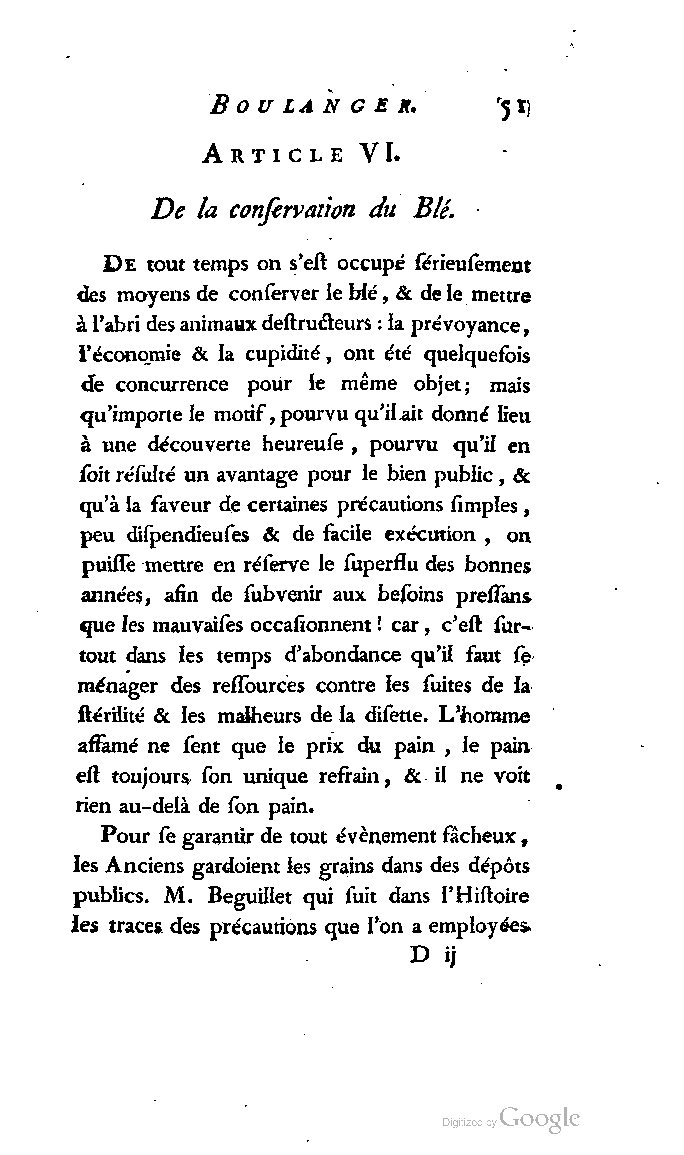 BOULANGER. 51
ARTICLE VI.
De la conſervation du Blé.
DE tout temps on s'eſt occupé ſérieuſement
des moyens de conſerver le blé, & de le mettre
à l'abri des animaux deſtructeurs : la prévoyance,
l'économie & la cupidité, ont été quelquefois
de concurrence pour le même objet; mais
qu'importe le motif, pourvu qu'il ait donné lieu
à une découverte heureuſe, pourvu qu'il en
ſoit réſulté un avantage pour le bien public, &
qu'à la faveur de certaines précautions ſimples,
peu diſpendieuſes & de facile exécution, on
puiſſe mettre en réſerve le ſuperflu des bonnes
années, afin de ſubvenir aux beſoins preſſans
que les mauvaiſes occaſionnent! car, c'eſt ſur-
tout dans les temps d'abondance qu'il faut ſe
ménager des reſſources contre les ſuites de la
ſtérilité & les malheurs de la diſette. L'homme
affamé ne ſent que le prix du pain, le pain
eſt toujours ſon unique refrain, & il ne voit
rien au-delà de ſon pain.
Pour ſe garantir de tout évènement fâcheux,
les Anciens gardoient les grains dans des dépôts
publics. M. Beguillet qui ſuit dans l'Hiſtoire
les traces des précautions que l'on a employées
D ij
Digitized by Google